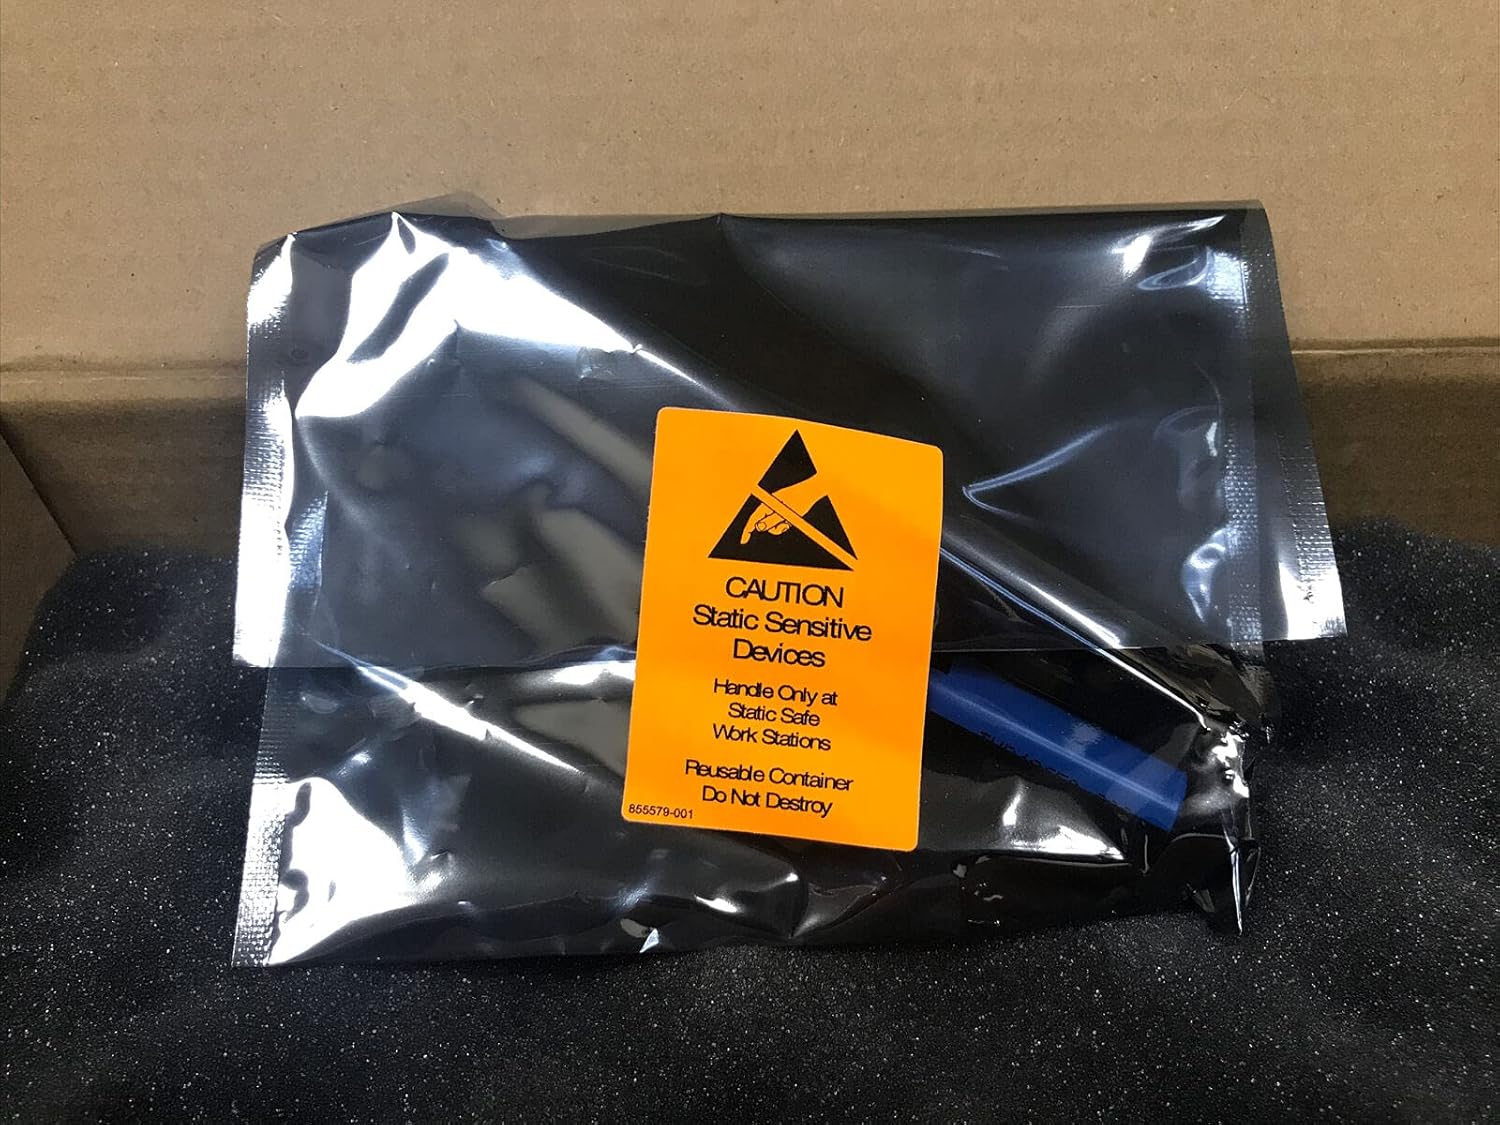 CAUTION
Static Sensitive
Devices
Handle Only at
Static Safe
Work Stations
Reusable Container
Do Not Destroy
855579-001